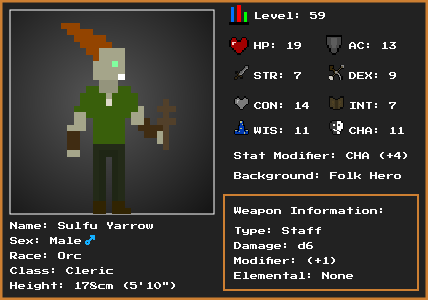 Level: 59
HP: 19 AC: 13
STR: 7 DEX: 9
CON: 14 INT: 7
WIS: 11 CHA: 11
Stat Modifier: CHA (+4)
Background: Folk Hero
Name: Sulfu Yarrow
Sex: Male♂
Race: Orc
Class: Cleric
Height: 178cm (5'10")
Weapon Information:
Type: Staff
Damage: d6
Modifier: (+1)
Elemental: None